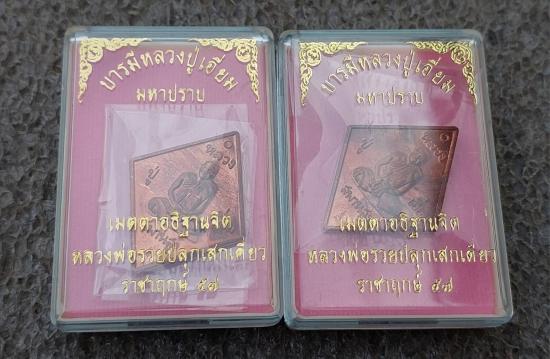 บารมีหลวงปู่เอี่ยม
มหาปราบ
เมตตาอธิฐานจิต
หลวงพ่อรวยปลุกเสกเดี่ยว
ราชาฤกษ์ ๕๗
บารมีหลวงปู่เอี่ยม
มหาปราบ
เมตตาอธิฐานจิต
หลวงพ่อรวยปลุกเสกเดี่ยว
ราชาฤกษ์ ๕๗